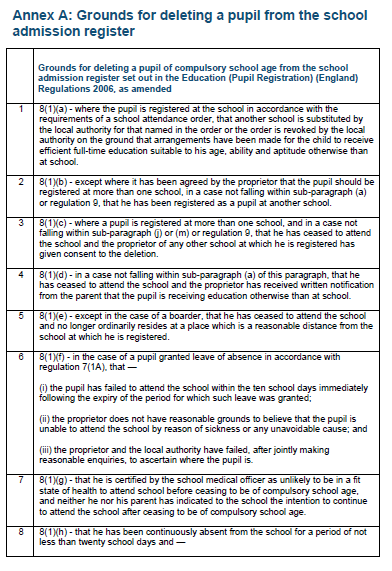 Annex A: Grounds for deleting a pupil from the school
admission register
Grounds for deleting a pupil of compulsory school age from the school
admission register set out in the Education (Pupil Registration) (England)
Regulations 2006, as amended
1 8(1)(a) - where the pupil is registered at the school in accordance with the
requirements of a school attendance order, that another school is substituted by
the local authority for that named in the order or the order is revoked by the local
authority on the ground that arrangements have been made for the child to receive
efficient full-time education suitable to his age, ability and aptitude otherwise than
at school.
2 8(1)(b) - except where it has been agreed by the proprietor that the pupil should be
registered at more than one school, in a case not falling within sub-paragraph (a)
or regulation 9, that he has been registered as a pupil at another school.
3 8(1)(c) - where a pupil is registered at more than one school, and in a case not
falling within sub-paragraph (j) or (m) or regulation 9, that he has ceased to attend
the school and the proprietor of any other school at which he is registered has
given consent to the deletion.
4 8(1)(d) - in a case not falling within sub-paragraph (a) of this paragraph, that he
has ceased to attend the school and the proprietor has received written notification
from the parent that the pupil is receiving education otherwise than at school.
5 8(1)(e) - except in the case of a boarder, that he has ceased to attend the school
and no longer ordinarily resides at a place which is a reasonable distance from the
school at which he is registered.
6 8(1)(f) - in the case of a pupil granted leave of absence in accordance with
regulation 7(1A), that —
(i) the pupil has failed to attend the school within the ten school days immediately
following the expiry of the period for which such leave was granted;
(ii) the proprietor does not have reasonable grounds to believe that the pupil is
unable to attend the school by reason of sickness or any unavoidable cause; and
(iii) the proprietor and the local authority have failed, after jointly making
reasonable enquiries, to ascertain where the pupil is.
7 8(1)(g) - that he is certified by the school medical officer as unlikely to be in a fit
state of health to attend school before ceasing to be of compulsory school age,
and neither he nor his parent has indicated to the school the intention to continue
to attend the school after ceasing to be of compulsory school age.
8 8(1)(h) - that he has been continuously absent from the school for a period of not
less than twenty school days and —